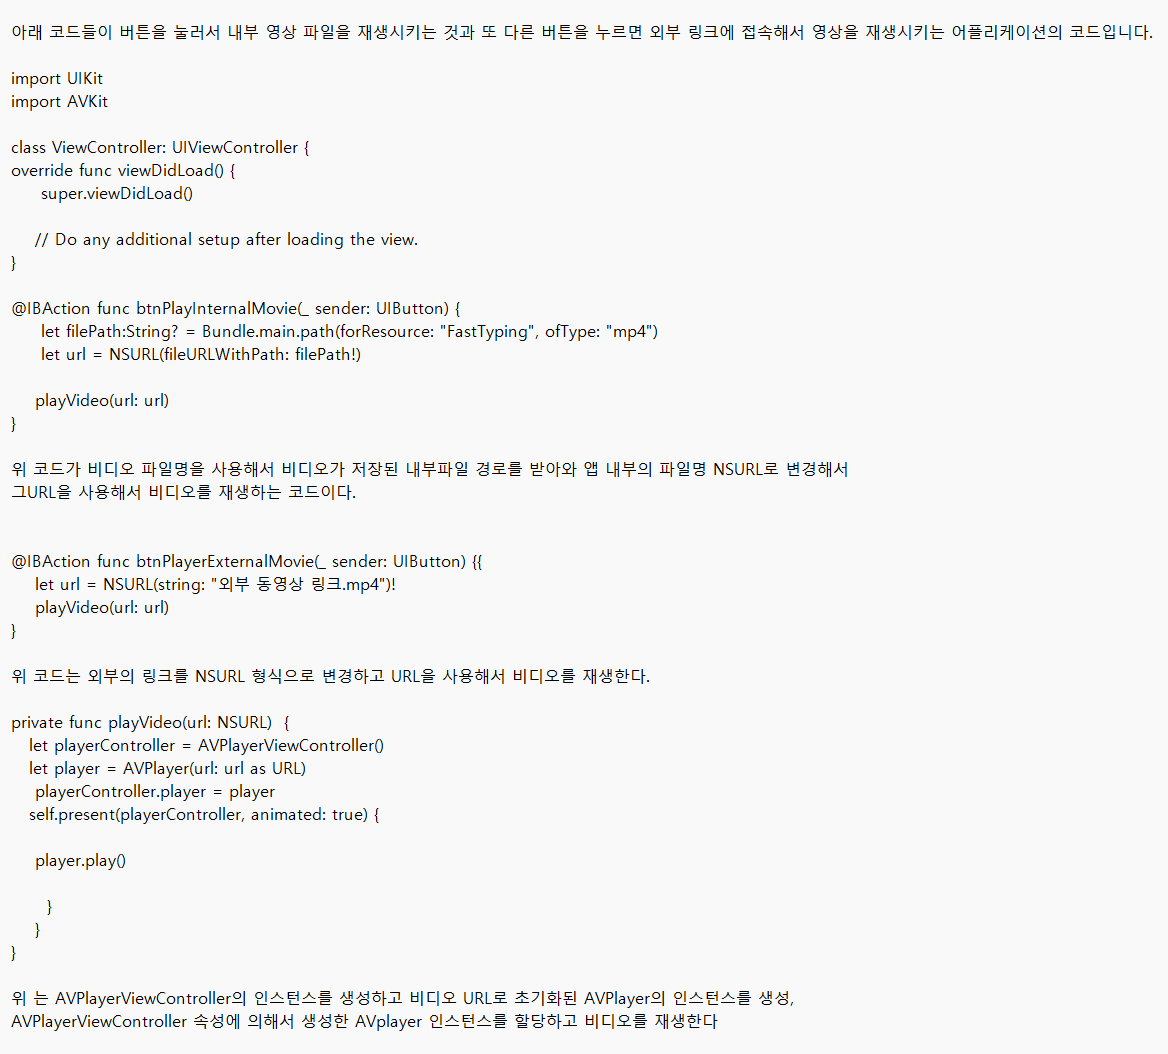 아래 코드들이 버튼을 눌러서 내부 영상 파일을 재생시키는 것과 또 다른 버튼을 누르면 외부 링크에 접속해서 영상을 재생시키는 어플리케이션의 코드입니다.
import UIKit
import AVKit
class ViewController: UIViewController {
override func viewDidLoad() {
super.viewDidLoad()
// Do any additional setup after loading the view.
}
@IBAction func btnPlayInternalMovie(_ sender: UIButton) {
let filePath:String? = Bundle.main.path(forResource: "FastTyping", ofType: "mp4")
let url = NSURL(fileURLWithPath: filePath!)
playVideo(url: url)
}
위 코드가 비디오 파일명을 사용해서 비디오가 저장된 내부파일 경로를 받아와 앱 내부의 파일명 NSURL로 변경해서
그URL을 사용해서 비디오를 재생하는 코드이다.
@IBAction func btnPlayerExternalMovie(_ sender: UIButton) {{
let url = NSURL(string: "외부 동영상 링크.mp4")!
playVideo(url: url)
}
위 코드는 외부의 링크를 NSURL 형식으로 변경하고 URL을 사용해서 비디오를 재생한다.
private func playVideo(url: NSURL)  {
let playerController = AVPlayerViewController()
let player = AVPlayer(url: url as URL)
playerController.player = player
self.present(playerController, animated: true) {
player.play()
}
}
}
위 는 AVPlayerViewController의 인스턴스를 생성하고 비디오 URL로 초기화된 AVPlayer의 인스턴스를 생성,
AVPlayerViewController 속성에 의해서 생성한 AVplayer 인스턴스를 할당하고 비디오를 재생한다